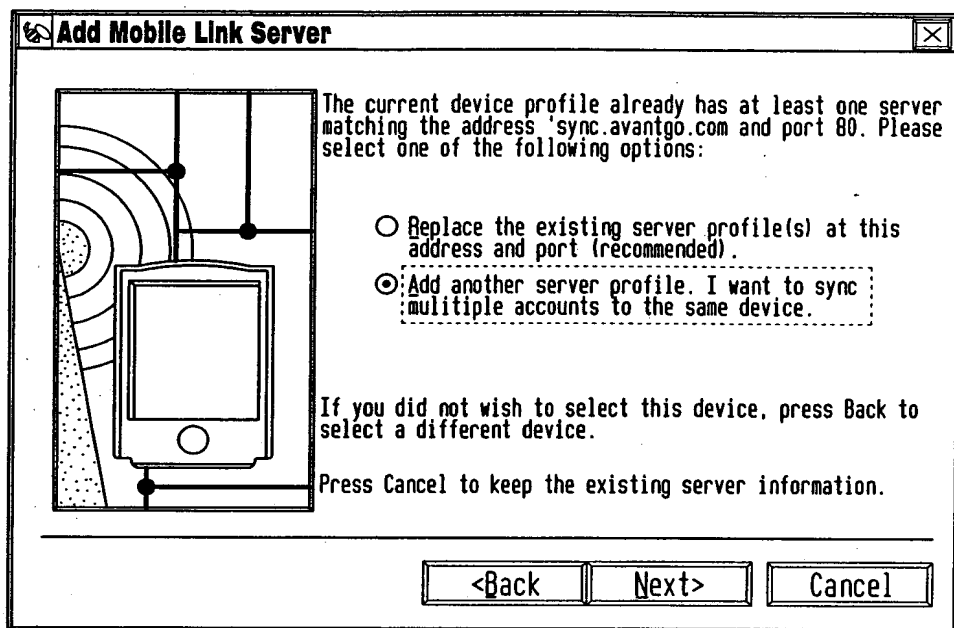 Add Mobile Link Server
The current device profile already has at least one server
matching the address 'sync.avantgo.com and port 80. Please
select one of the following options:
Replace the existing server profile(s) at this
address and port (recommended).
Add another server profile. I want to sync
mulitiple accounts to the same device.
If you did not wish to select this device, press Back to
select a different device.
Press Cancel to keep the existing server information.
<Back
Next>
Cancel